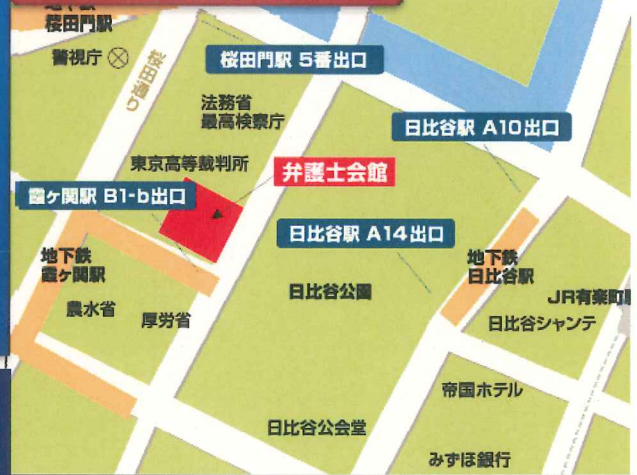 地下鉄
桜田門駅
警視庁
桜田通り
桜田門駅 5番出口
法務省
最高検察庁
日比谷駅 A10出口
東京高等裁判所
弁護士会館
霞ヶ関駅 B1-b出口
日比谷駅 A14出口
地下鉄
霞ヶ関駅
地下鉄
日比谷駅
日比谷公園
JR有楽町
農水省
厚労省
日比谷シャンテ
帝国ホテル
日比谷公会堂
みずほ銀行